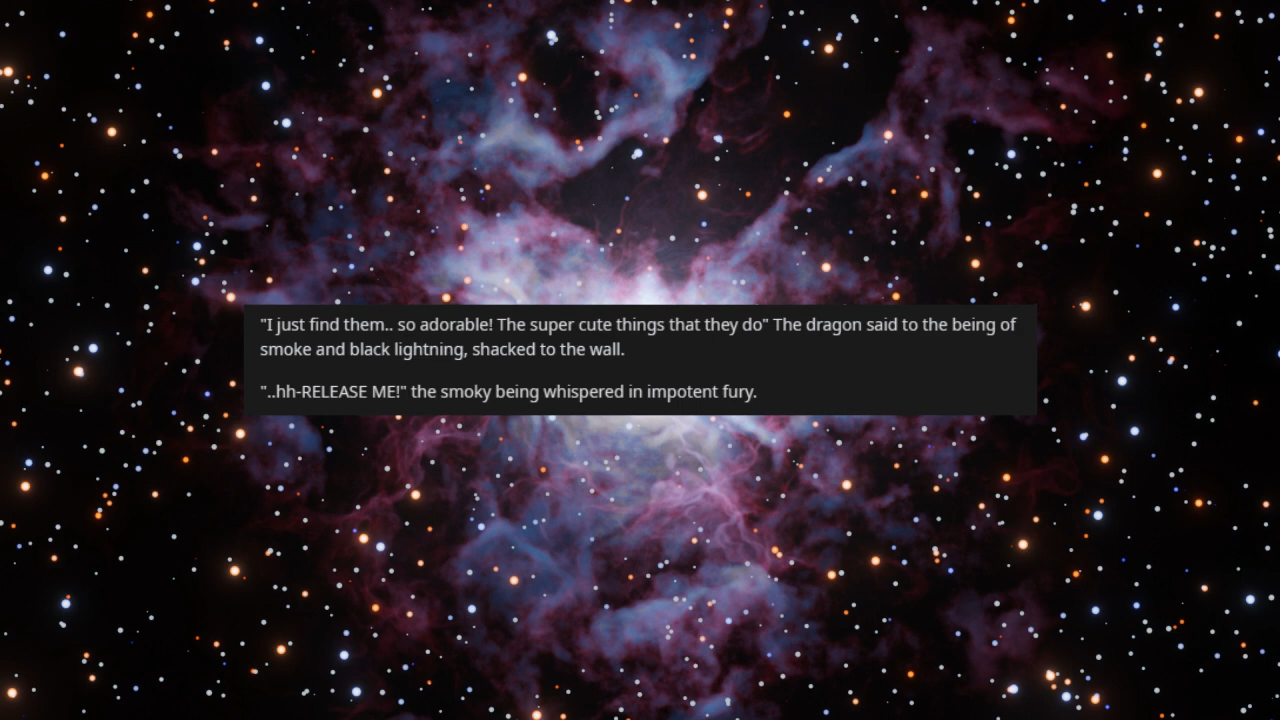 "I just find them.. so adorable! The super cute things that they do" The dragon said to the being of
smoke and black lightning, shacked to the wall.
"..hh-RELEASE ME!" the smoky being whispered in impotent fury.